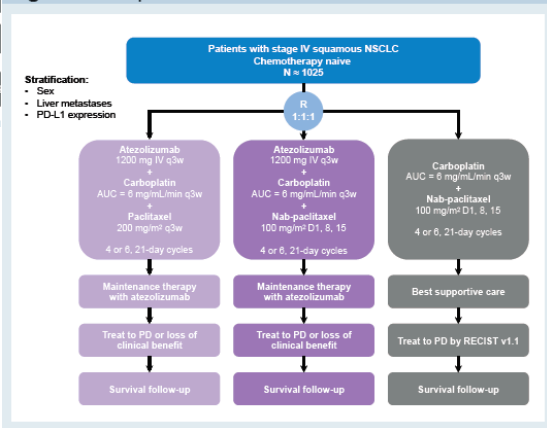 Patients with stage IV squamous NSCLC
Chemotherapy naive
N ≈ 1025
Stratification:
• Sex
• Liver metastases
• PD-L1 expression
R
1:1:1
Atezolizumab
1200 mg IV q3w
+
Carboplatin
AUC = 6 mg/mL/min q3w
+
Paclitaxel
200 mg/m² q3w
4 or 6, 21-day cycles
Atezolizumab
1200 mg IV q3w
+
Carboplatin
AUC = 6 mg/mL/min q3w
+
Nab-paclitaxel
100 mg/m² D1, 8, 15
4 or 6, 21-day cycles
Carboplatin
AUC = 6 mg/mL/min q3w
+
Nab-paclitaxel
100 mg/m² D1, 8, 15
4 or 6, 21-day cycles
Maintenance therapy
with atezolizumab
Maintenance therapy
with atezolizumab
Best supportive care
Treat to PD or loss of
clinical benefit
Treat to PD or loss of
clinical benefit
Treat to PD by RECIST v1.1
Survival follow-up
Survival follow-up
Survival follow-up